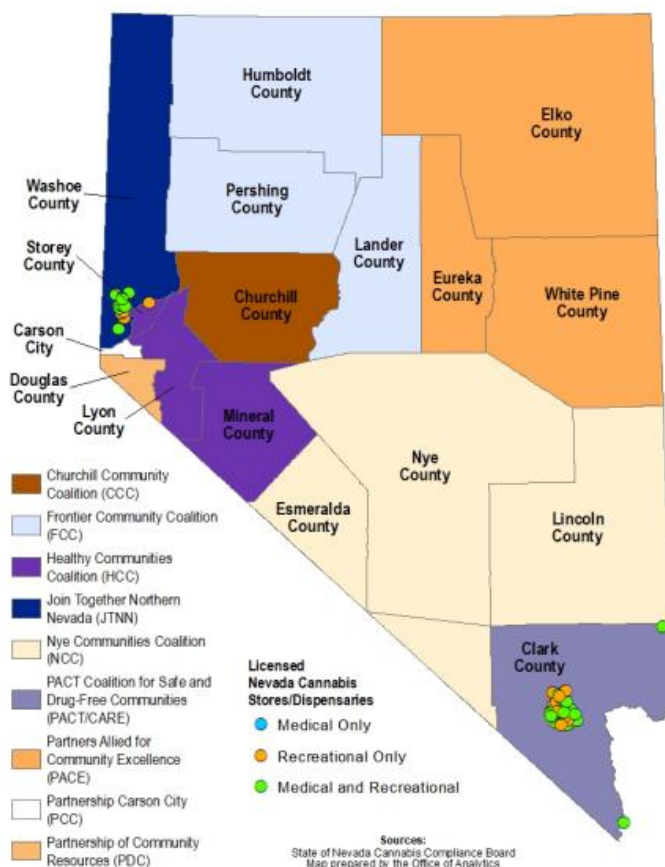 Humboldt
County
Elko
County
Washoe
County
Pershing
County
Lander
County
Storey
County
Eureka
County
White Pine
County
Churchill
County
Carson
City
Douglas
County
Lyon
County
Mineral
County
Nye
County
Esmeralda
County
Lincoln
County
Clark
County
Churchill Community
Coalition (CCC)
Frontier Community Coalition
(FCC)
Healthy Communities
Coalition (HCC)
Join Together Northern
Nevada (JTNN)
Nye Communities Coalition
(NCC)
PACT Coalition for Safe and
Drug-Free Communities
(PACT/CARE)
Partners Allied for
Community Excellence
(PACE)
Partnership Carson City
(PCC)
Partnership of Community
Resources (PDC)
Licensed
Nevada Cannabis
Stores/Dispensaries
Medical Only
Recreational Only
Medical and Recreational
Sources:
State of Nevada Cannabis Compliance Board
Map prepared by the Office of Analytics